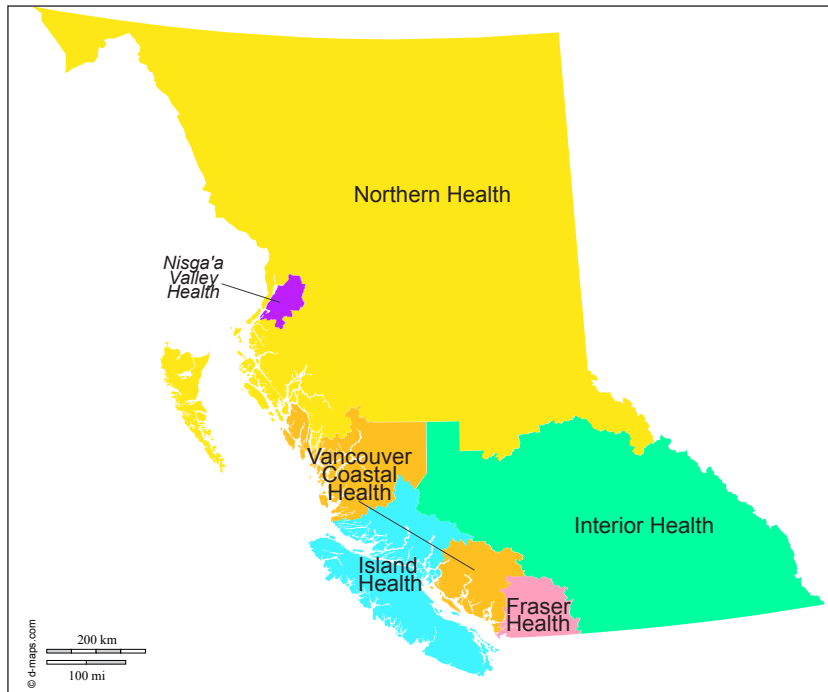 Northern Health
Nisga'a
Valley
Health
Vancouver
Coastal
Health
Interior Health
Island
Health
Fraser
Health
200 km
100 mi
© d-maps.com